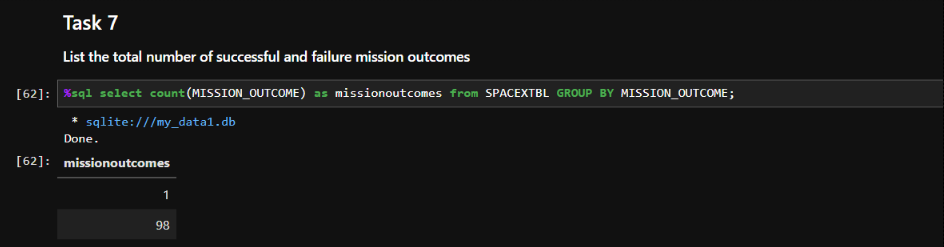 Task 7
List the total number of successful and failure mission outcomes
[62]: %sql select count(MISSION_OUTCOME) as missionoutcomes from SPACEXTBL GROUP BY MISSION_OUTCOME;
* sqlite:///my_data1.db
Done.
[62]: missionoutcomes
1
98